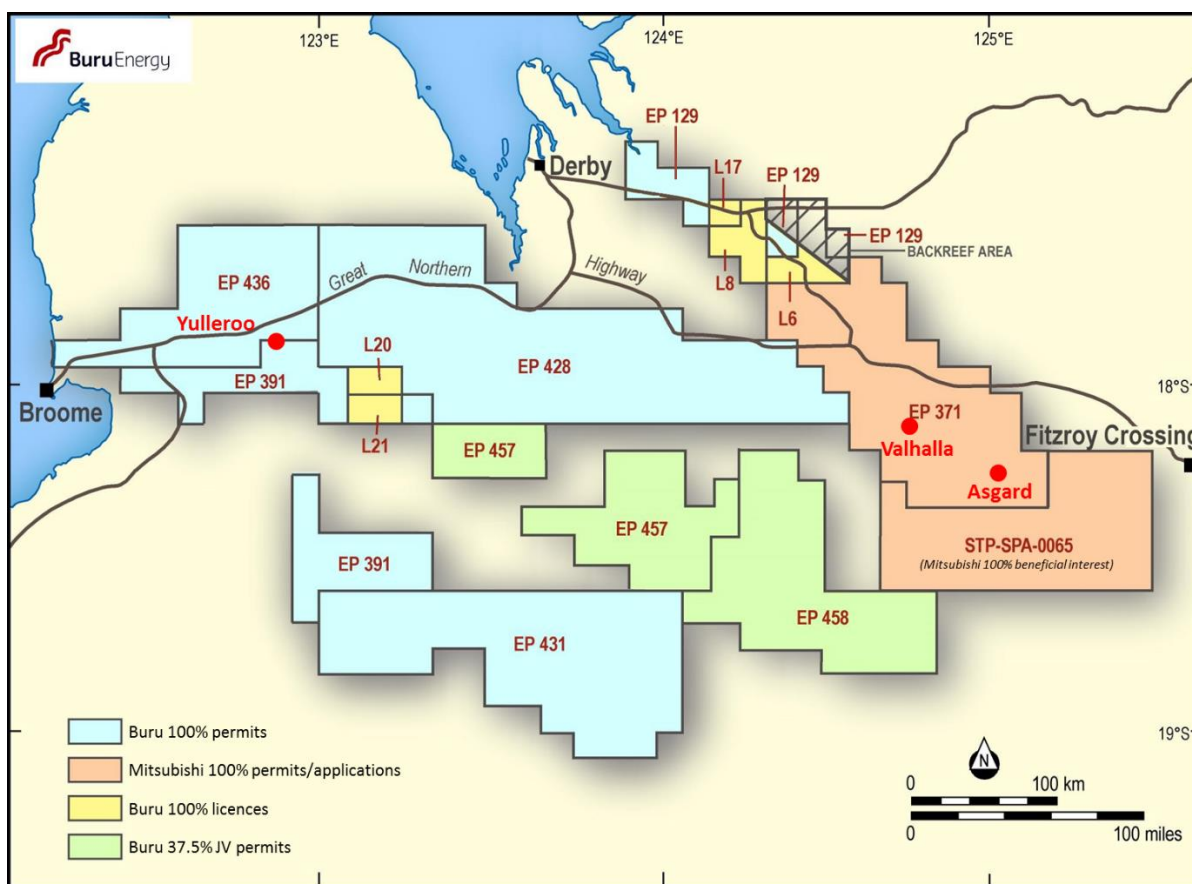 BuruEnergy
123°E
124°E
125°E
EP 129
Derby
L17
EP 129
EP 129
BACKREEF AREA
L8
L6
EP 436
Great Northern Highway
Yulleroo
L20
EP 428
EP 391
18°S
Broome
EP 371
Valhalla
Fitzroy Crossing
L21
EP 457
Asgard
EP 457
STP-SPA-0065
(Mitsubishi 100% beneficial interest)
EP 391
EP 458
EP 431
19°S
Buru 100% permits
Mitsubishi 100% permits/applications
Buru 100% licences
Buru 37.5% JV permits
N
0 100 km
0 100 miles